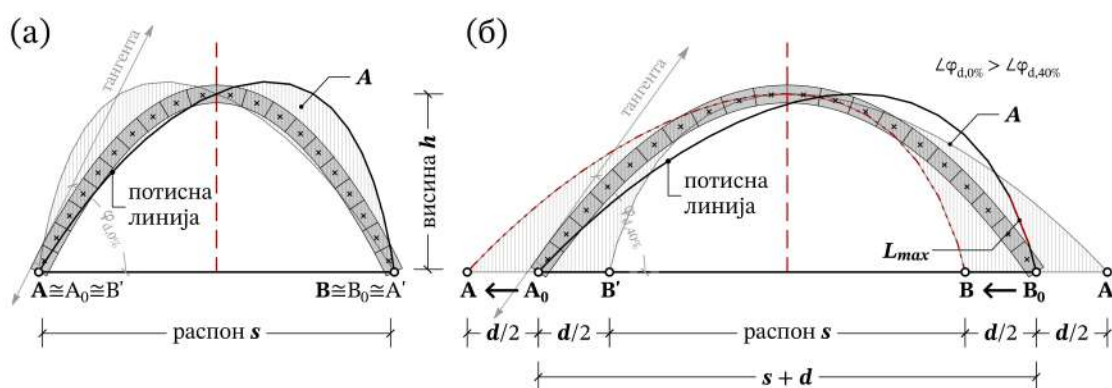 (а)
тангента
A
висина h
потисна
линија
φd,0%
A≅A₀≅B′
B≅B₀≅A′
распон s
(б)
∠φd,0% > ∠φd,40%
тангента
A
потисна
линија
φd,40%
Lmax
A
A₀
B′
B
B₀
A
d/2
d/2
распон s
d/2
d/2
s + d